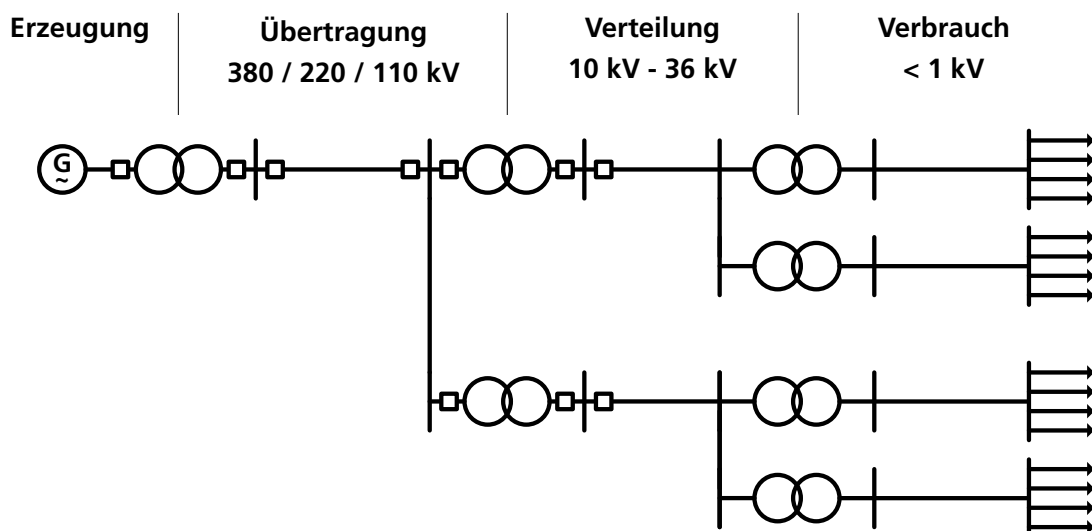 Erzeugung
Übertragung
380 / 220 / 110 kV
Verteilung
10 kV - 36 kV
Verbrauch
< 1 kV
G
~